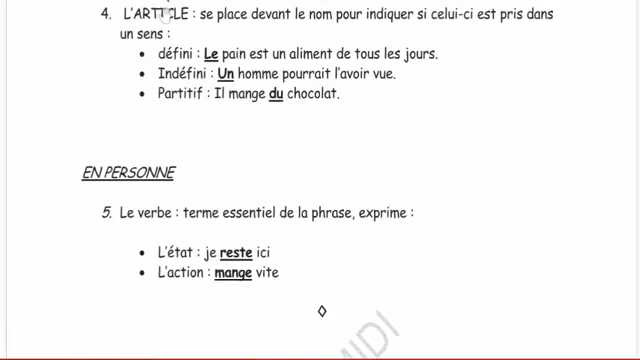 4. L'ARTICLE : se place devant le nom pour indiquer si celui-ci est pris dans
un sens :
• défini : Le pain est un aliment de tous les jours.
• Indéfini : Un homme pourrait l'avoir vue.
• Partitif : Il mange du chocolat.
EN PERSONNE
5. Le verbe : terme essentiel de la phrase, exprime :
• L'état : je reste ici
• L'action : mange vite
MIDI